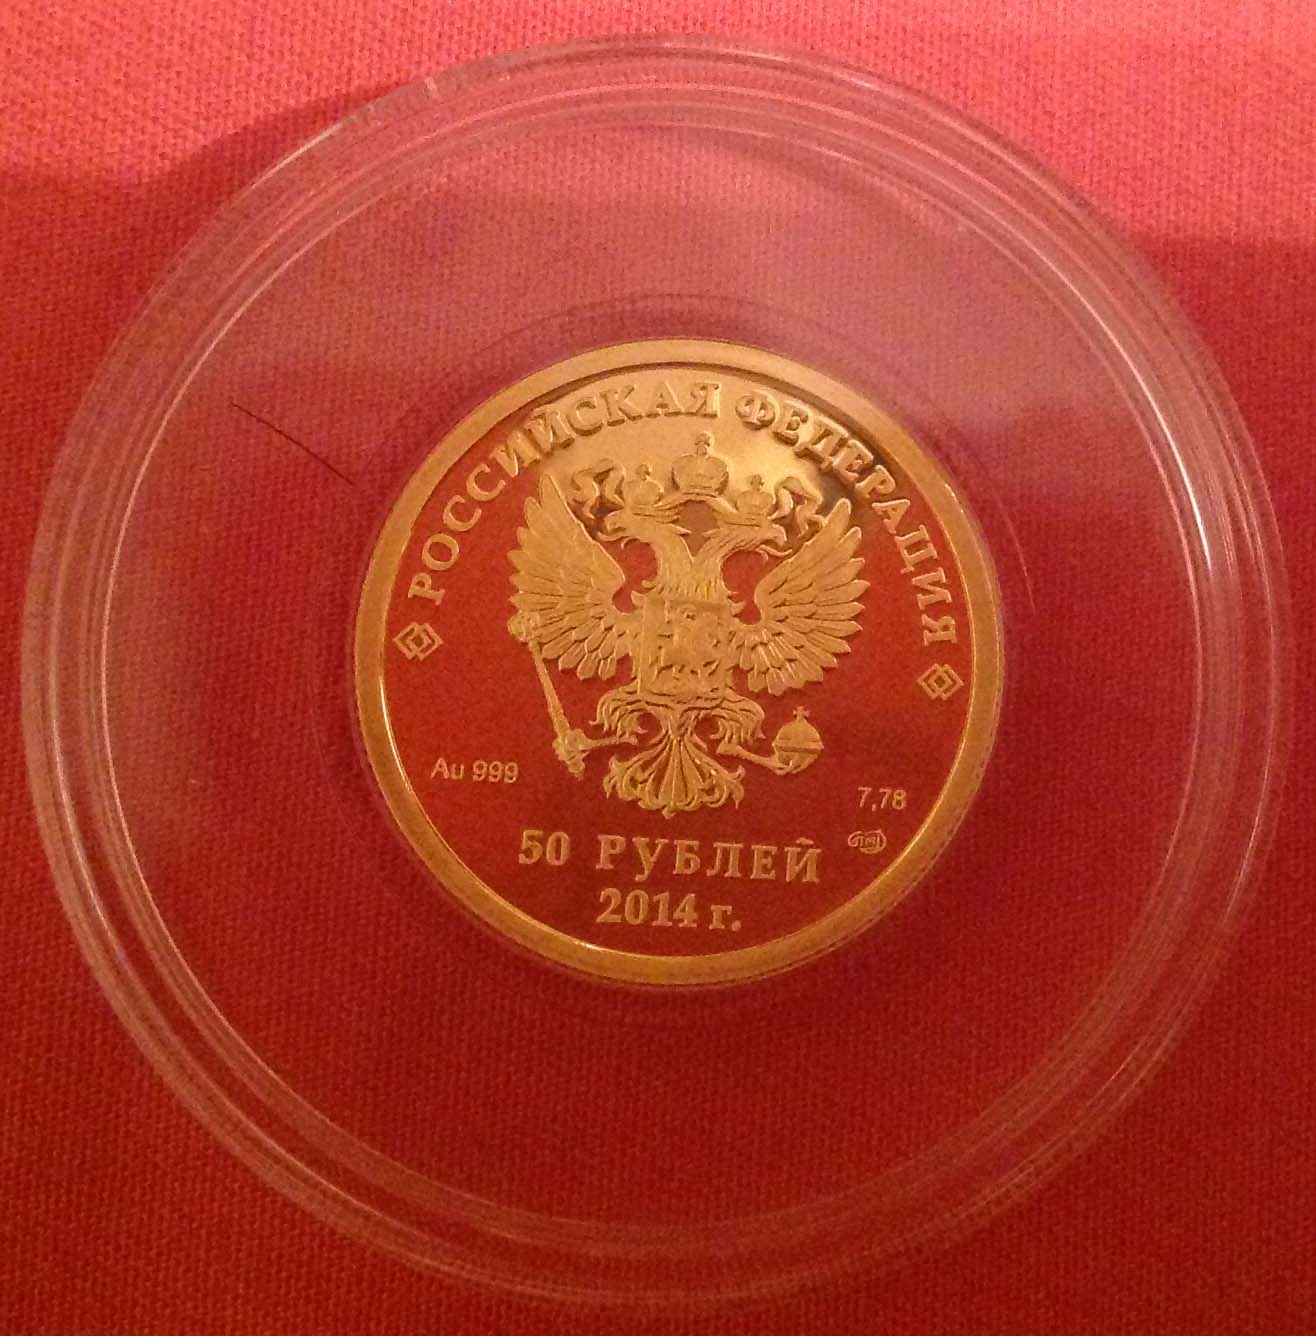 РОССИЙСКАЯ ФЕДЕРАЦИЯ
Au 999
7,78
50 РУБЛЕЙ
2014 г.